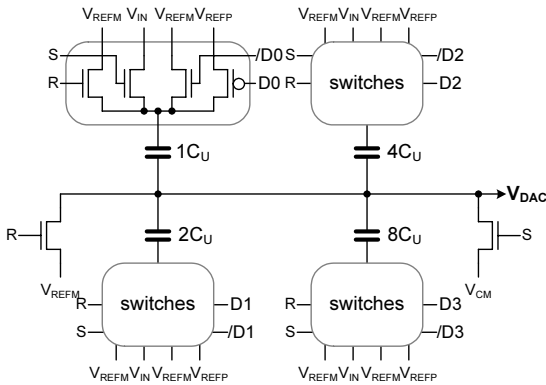 VREFM VIN VREFM VREFP VREFM VIN VREFM VREFP
S /D0 S /D2
R D0 R switches D2
1CU 4CU
VDAC
R 2CU 8CU S
VREFM VCM
R switches D1 R switches D3
S /D1 S /D3
VREFM VIN VREFM VREFP VREFM VIN VREFM VREFP